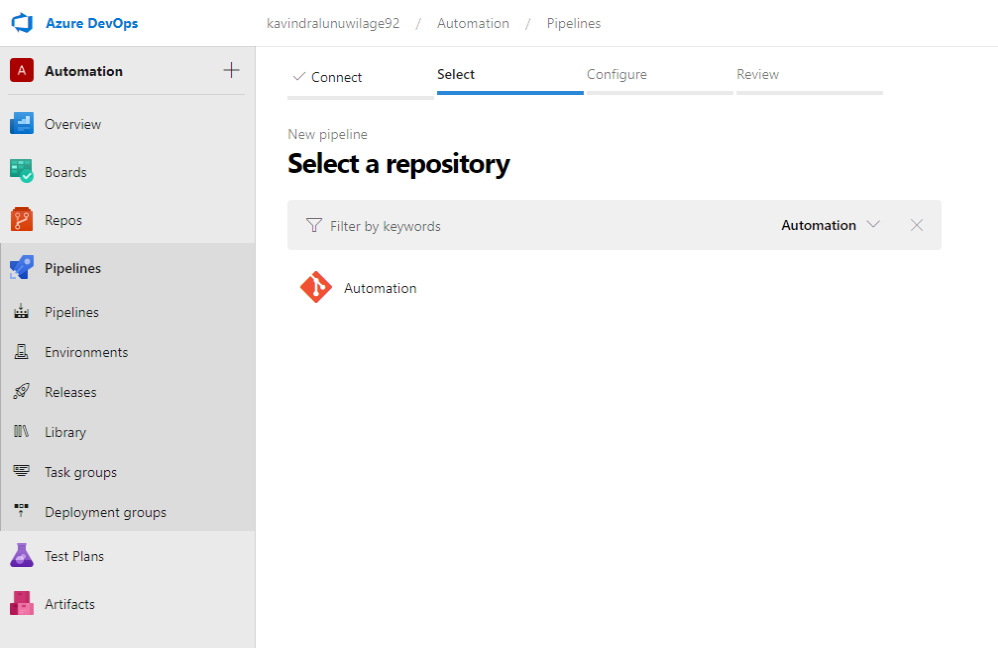 Azure DevOps
kavindralunuwilage92 / Automation / Pipelines
A Automation
Overview
Boards
Repos
Pipelines
Pipelines
Environments
Releases
Library
Task groups
Deployment groups
Test Plans
Artifacts
Connect Select Configure Review
New pipeline
Select a repository
Filter by keywords Automation
Automation